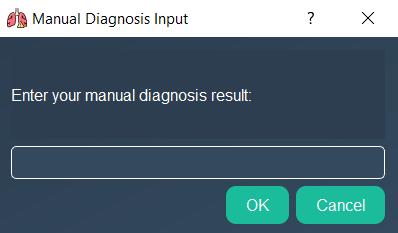 Manual Diagnosis Input
?
Enter your manual diagnosis result:
OK Cancel